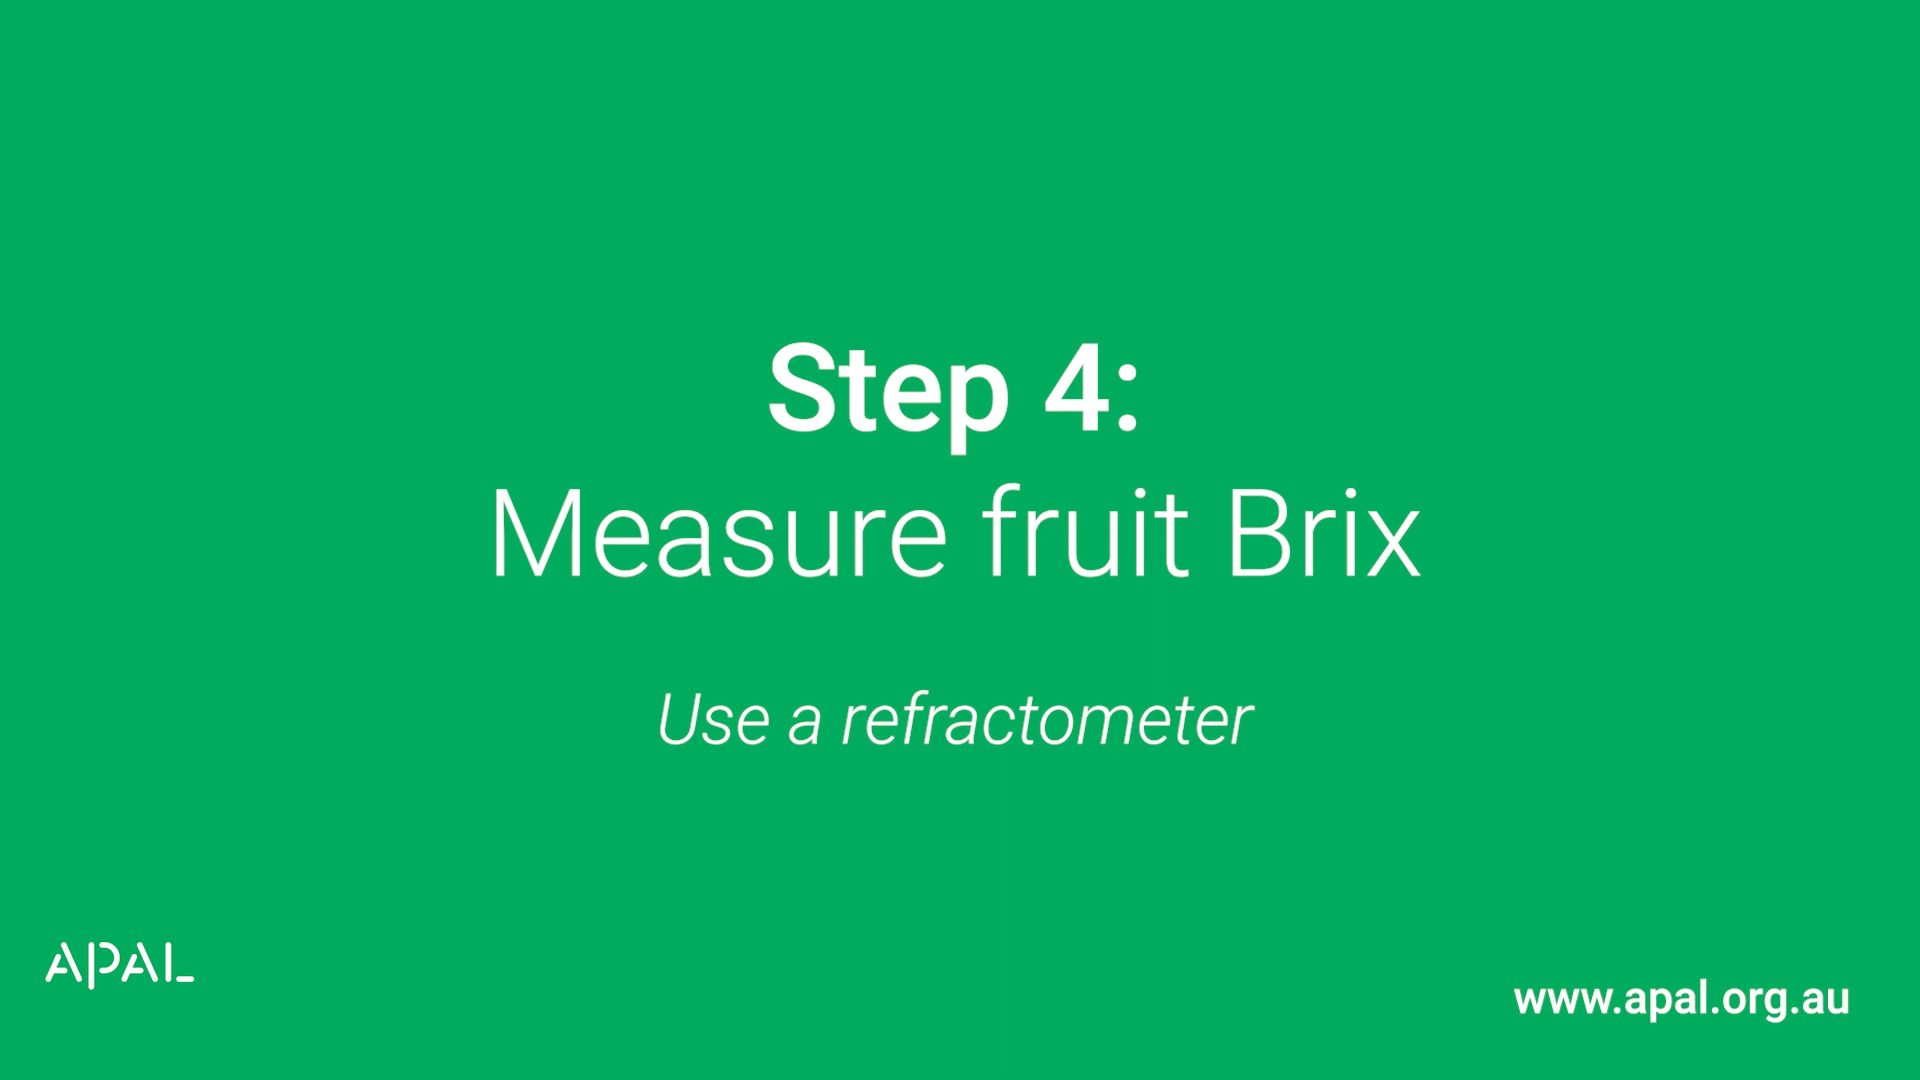 Step 4:
Measure fruit Brix
Use a refractometer
APAL
www.apal.org.au